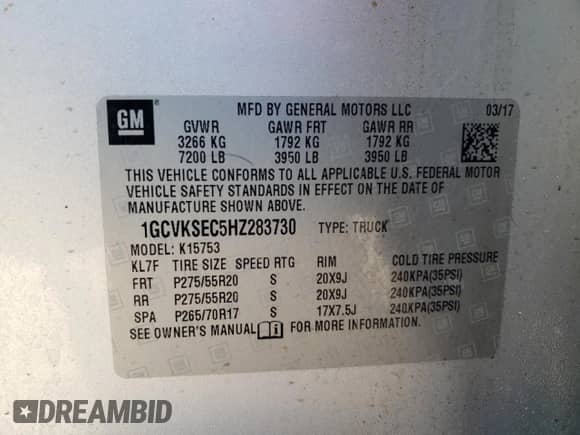 GM ® MFD BY GENERAL MOTORS LLC 03/17
GVWR GAWR FRT GAWR RR
3266 KG 1792 KG 1792 KG
7200 LB 3950 LB 3950 LB
THIS VEHICLE CONFORMS TO ALL APPLICABLE U.S. FEDERAL MOTOR
VEHICLE SAFETY STANDARDS IN EFFECT ON THE DATE OF
MANUFACTURE SHOWN ABOVE.
1GCVKSEC5HZ283730 TYPE: TRUCK
MODEL: K15753
KL7F TIRE SIZE SPEED RTG RIM COLD TIRE PRESSURE
FRT P275/55R20 S 20X9J 240KPA(35PSI)
RR P275/55R20 S 20X9J 240KPA(35PSI)
SPA P265/70R17 S 17X7.5J 240KPA(35PSI)
SEE OWNER'S MANUAL FOR MORE INFORMATION.
DREAMBID